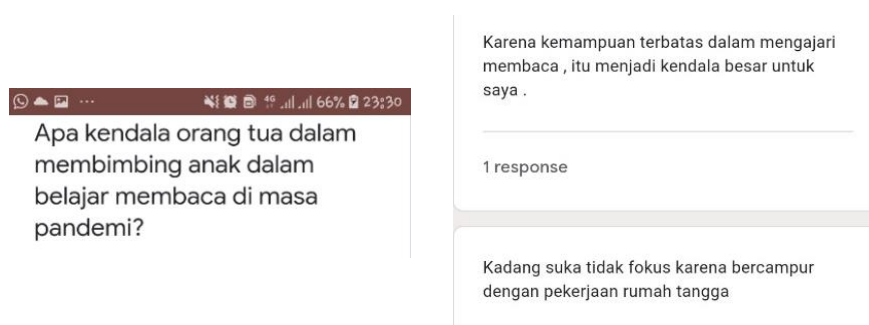 4G 66% 23:30
Apa kendala orang tua dalam
membimbing anak dalam
belajar membaca di masa
pandemi?
Karena kemampuan terbatas dalam mengajari
membaca , itu menjadi kendala besar untuk
saya .
1 response
Kadang suka tidak fokus karena bercampur
dengan pekerjaan rumah tangga